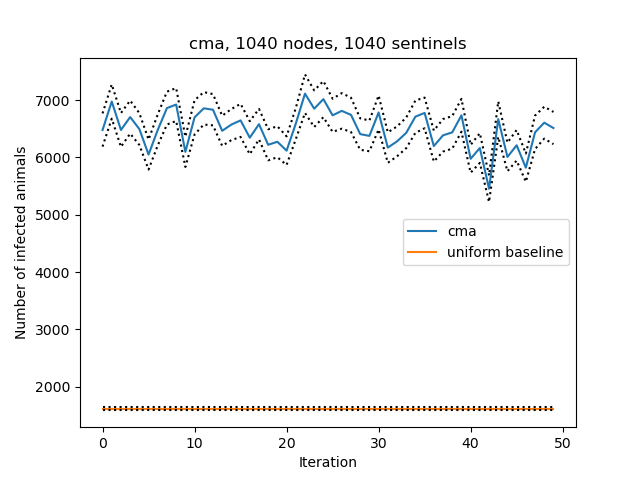 cma, 1040 nodes, 1040 sentinels
Number of infected animals
7000
6000
5000
4000
3000
2000
cma
uniform baseline
0
10
20
30
40
50
Iteration